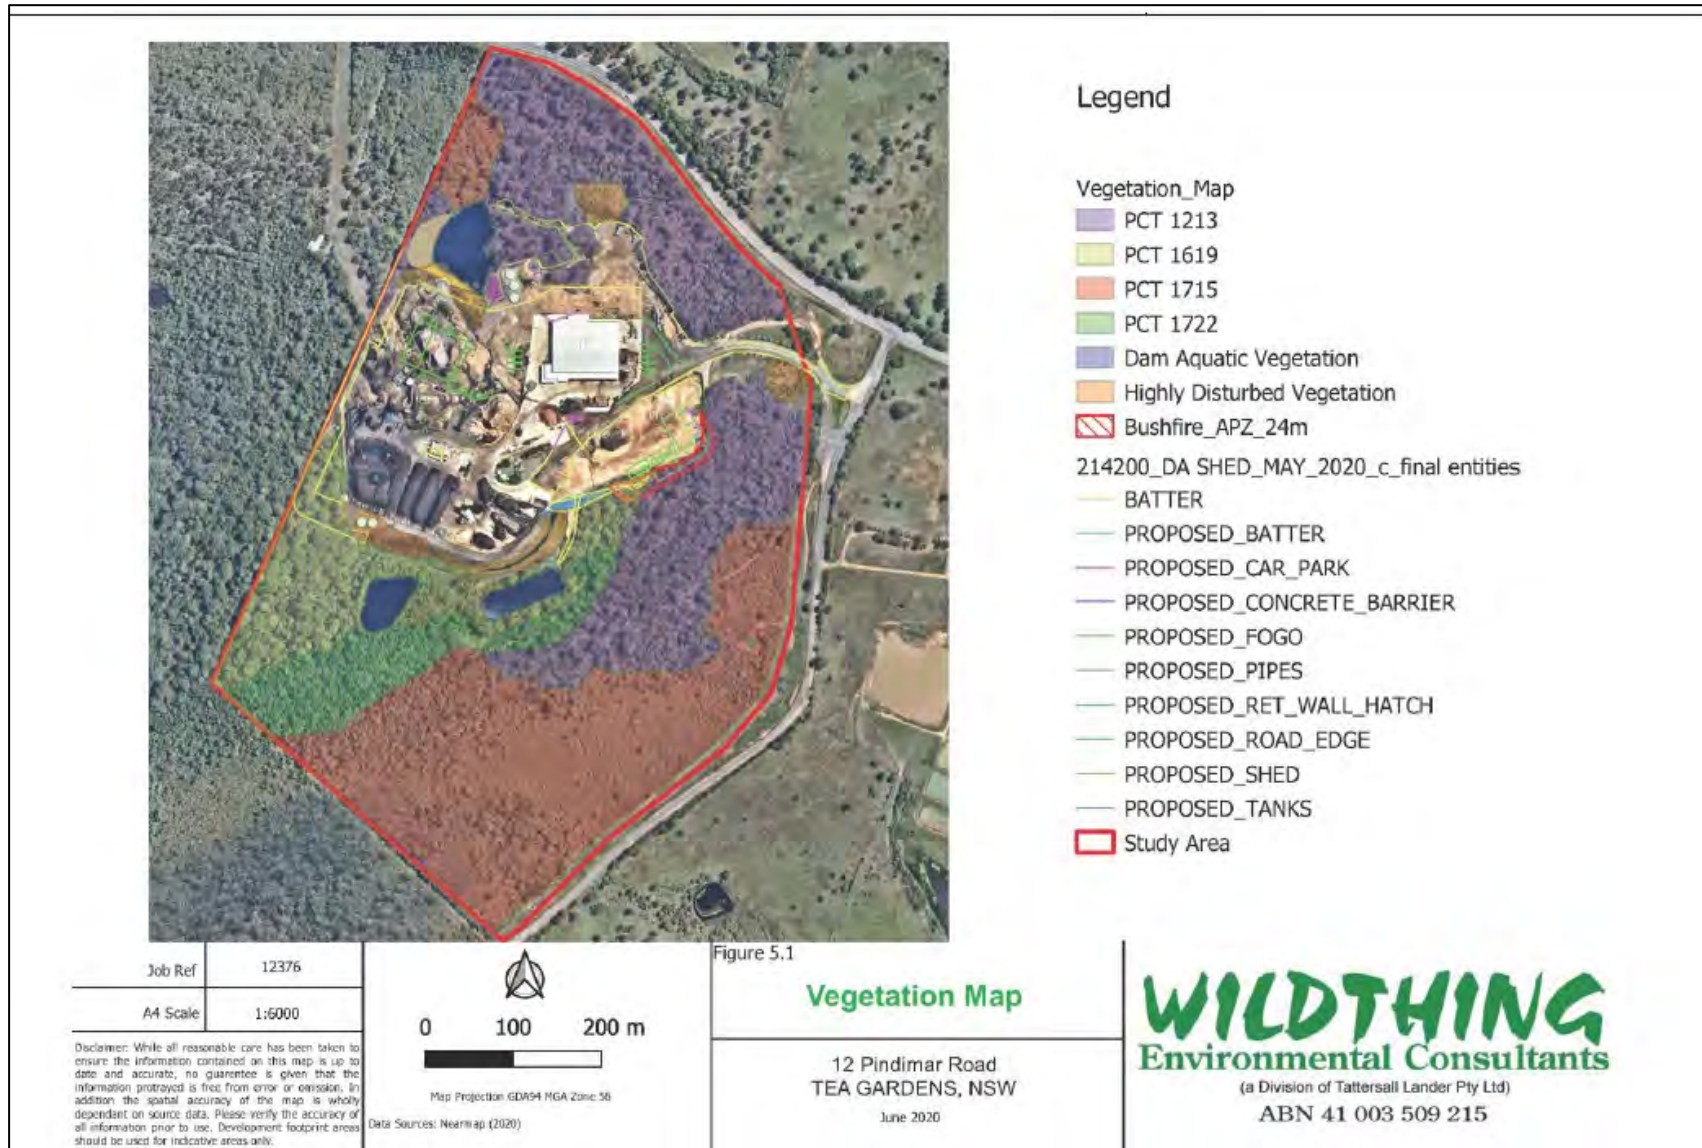 Legend
Vegetation_Map
PCT 1213
PCT 1619
PCT 1715
PCT 1722
Dam Aquatic Vegetation
Highly Disturbed Vegetation
Bushfire_APZ_24m
214200_DA SHED_MAY_2020_c_final entities
BATTER
PROPOSED_BATTER
PROPOSED_CAR_PARK
PROPOSED_CONCRETE_BARRIER
PROPOSED_FOGO
PROPOSED_PIPES
PROPOSED_RET_WALL_HATCH
PROPOSED_ROAD_EDGE
PROPOSED_SHED
PROPOSED_TANKS
Study Area
Job Ref
12376
A4 Scale
1:6000
Disclaimer: While all reasonable care has been taken to
ensure the information contained on this map is up to
date and accurate, no guarentee is given that the
information protrayed is free from error or omission. In
addition the spatial accuracy of the map is wholly
dependant on source data. Please verify the accuracy of
all information prior to use. Development footprint areas
should be used for indicative areas only.
0 100 200 m
Map Projection GDA94 MGA Zone 56
Data Sources: Nearmap (2020)
Figure 5.1
Vegetation Map
12 Pindimar Road
TEA GARDENS, NSW
June 2020
WILDTHING
Environmental Consultants
(a Division of Tattersall Lander Pty Ltd)
ABN 41 003 509 215